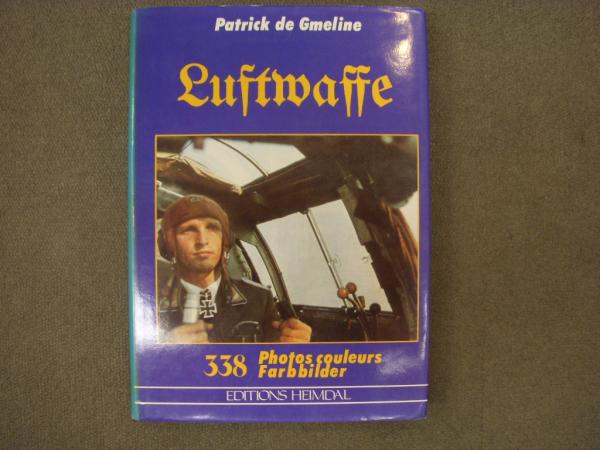 Patrick de Gmeline
Luftwaffe
338 Photos couleurs
Farbbilder
EDITIONS HEIMDAL